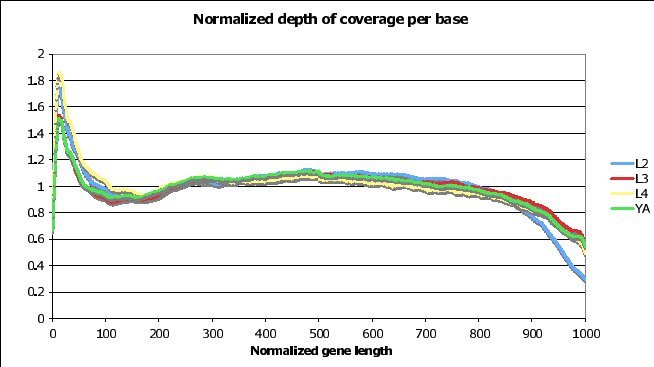 Normalized depth of coverage per base
2
1.8
1.6
1.4
1.2
1
0.8
0.6
0.4
0.2
0
0 100 200 300 400 500 600 700 800 900 1000
Normalized gene length
L2
L3
L4
YA